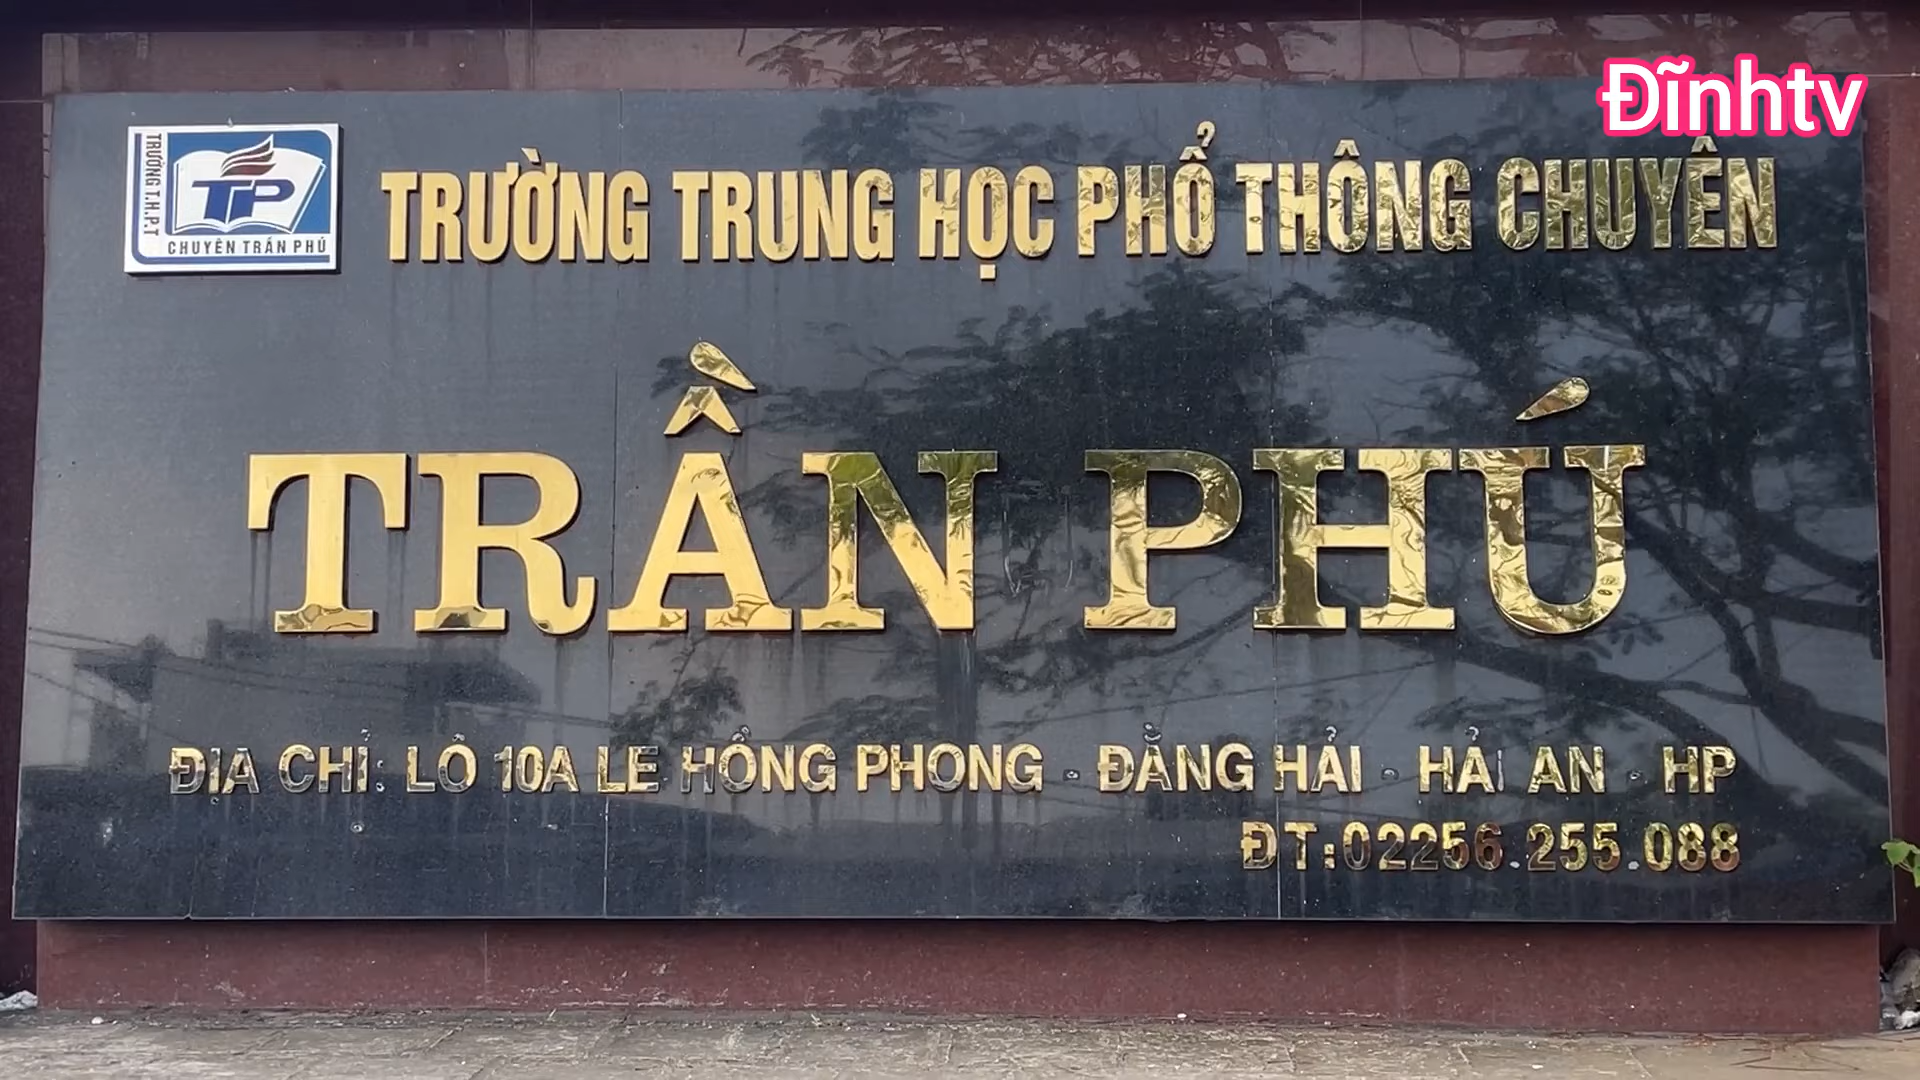 Đĩnhtv
TRƯỜNG T.H.P.T
TP
CHUYÊN TRẦN PHÚ
TRƯỜNG TRUNG HỌC PHỔ THÔNG CHUYÊN
TRẦN PHÚ
ĐỊA CHỈ: LÔ 10A LE HỒNG PHONG - ĐẰNG HẢI - HẢI AN - HP
ĐT:02256.255.088